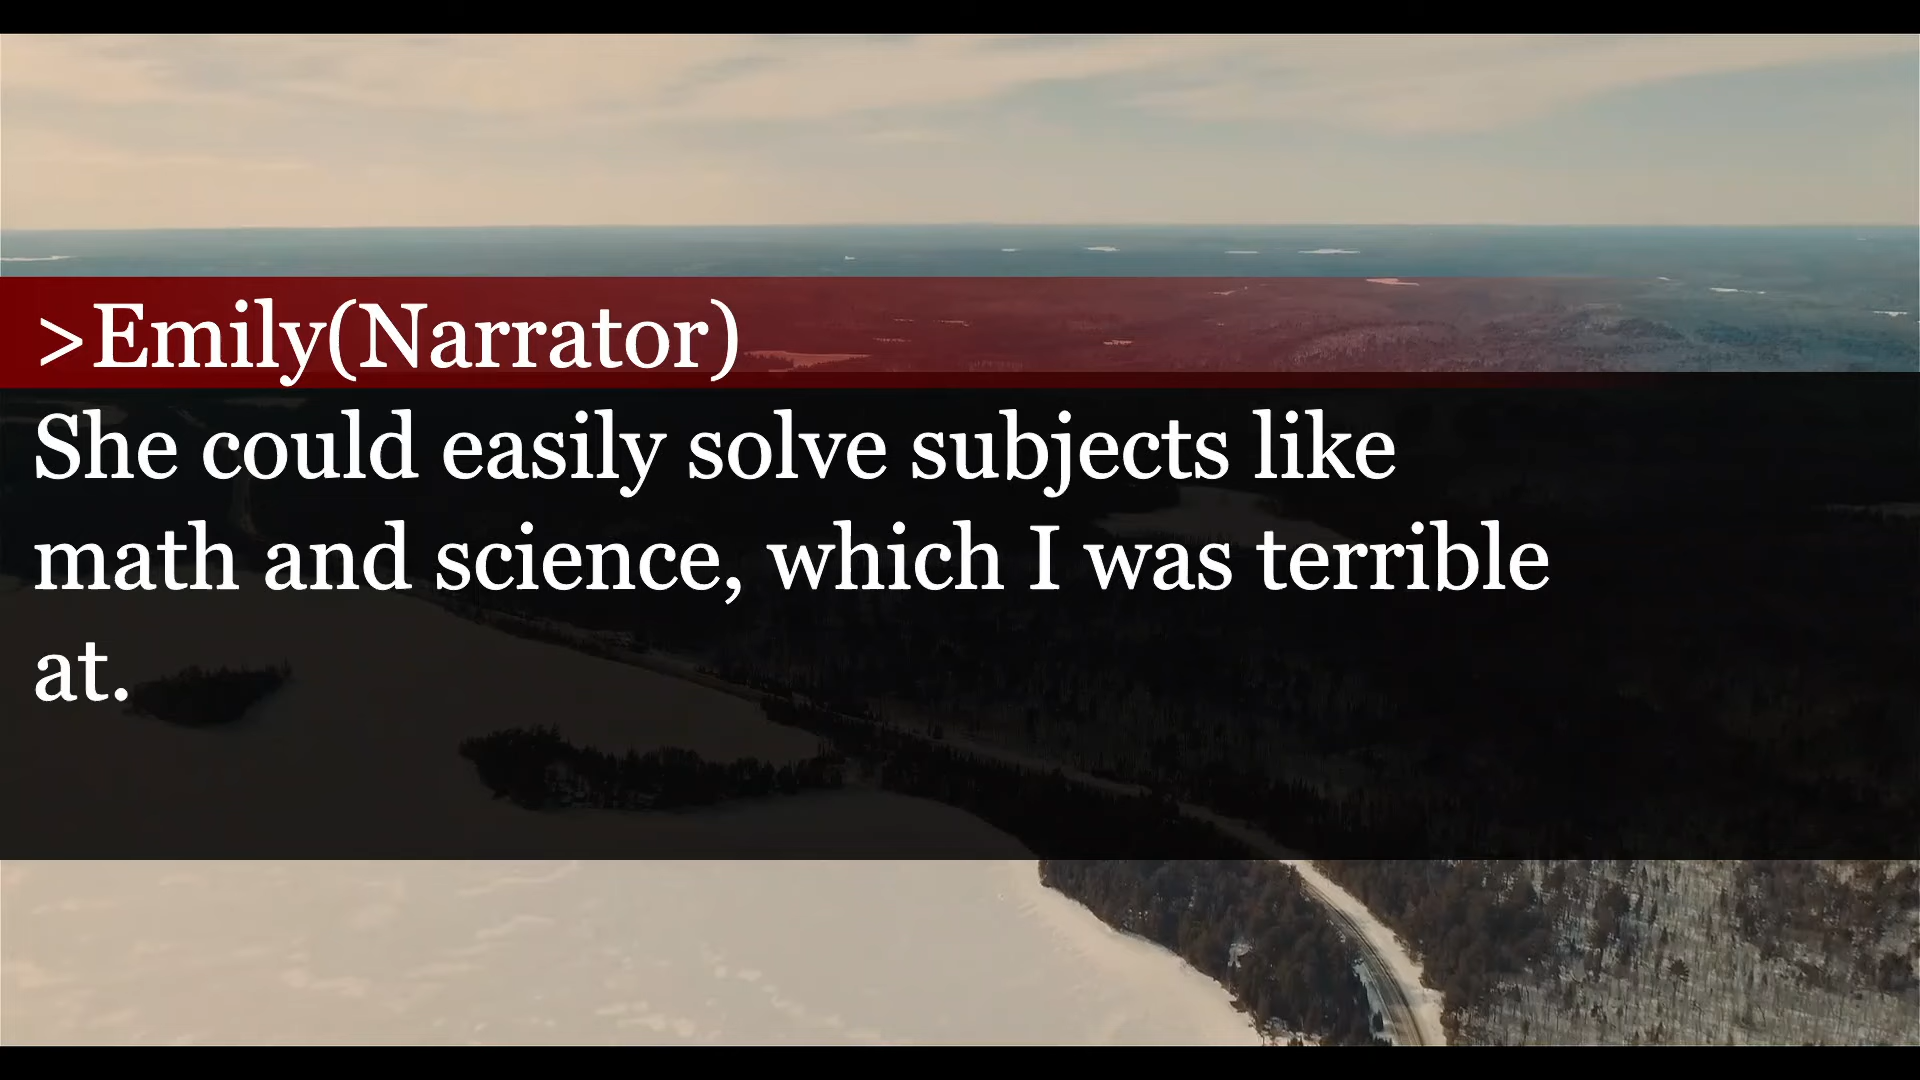 >Emily(Narrator)
She could easily solve subjects like
math and science, which I was terrible
at.